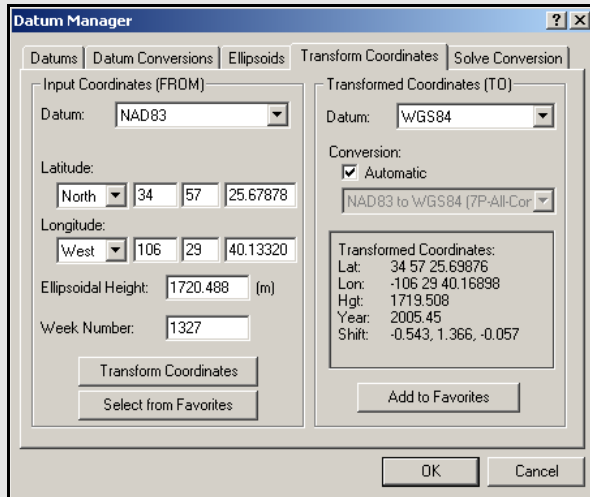 Datum Manager
Datums Datum Conversions Ellipsoids Transform Coordinates Solve Conversion
Input Coordinates (FROM)
Datum: NAD83
Latitude:
North 34 57 25.67878
Longitude:
West 106 29 40.13320
Ellipsoidal Height: 1720.488 (m)
Week Number: 1327
Transform Coordinates
Select from Favorites
Transformed Coordinates (TO)
Datum: WGS84
Conversion:
Automatic
NAD83 to WGS84 (7P-All-Cor
Transformed Coordinates:
Lat: 34 57 25.69876
Lon: -106 29 40.16898
Hgt: 1719.508
Year: 2005.45
Shift: -0.543, 1.366, -0.057
Add to Favorites
OK Cancel